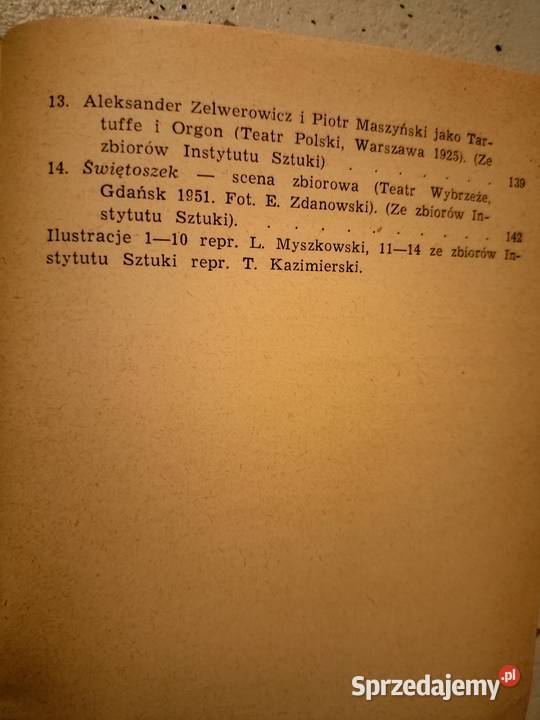 13. Aleksander Zelwerowicz i Piotr Maszyński jako Tar-
tuffe i Orgon (Teatr Polski, Warszawa 1925). (Ze
zbiorów Instytutu Sztuki) . . . . . . . 139
14. Świętoszek — scena zbiorowa (Teatr Wybrzeże,
Gdańsk 1951. Fot. E. Zdanowski). (Ze zbiorów In-
stytutu Sztuki). . . . . . . . . . . 142
Ilustracje 1—10 repr. L. Myszkowski, 11—14 ze zbiorów In-
stytutu Sztuki repr. T. Kazimierski.
Sprzedajemy.pl